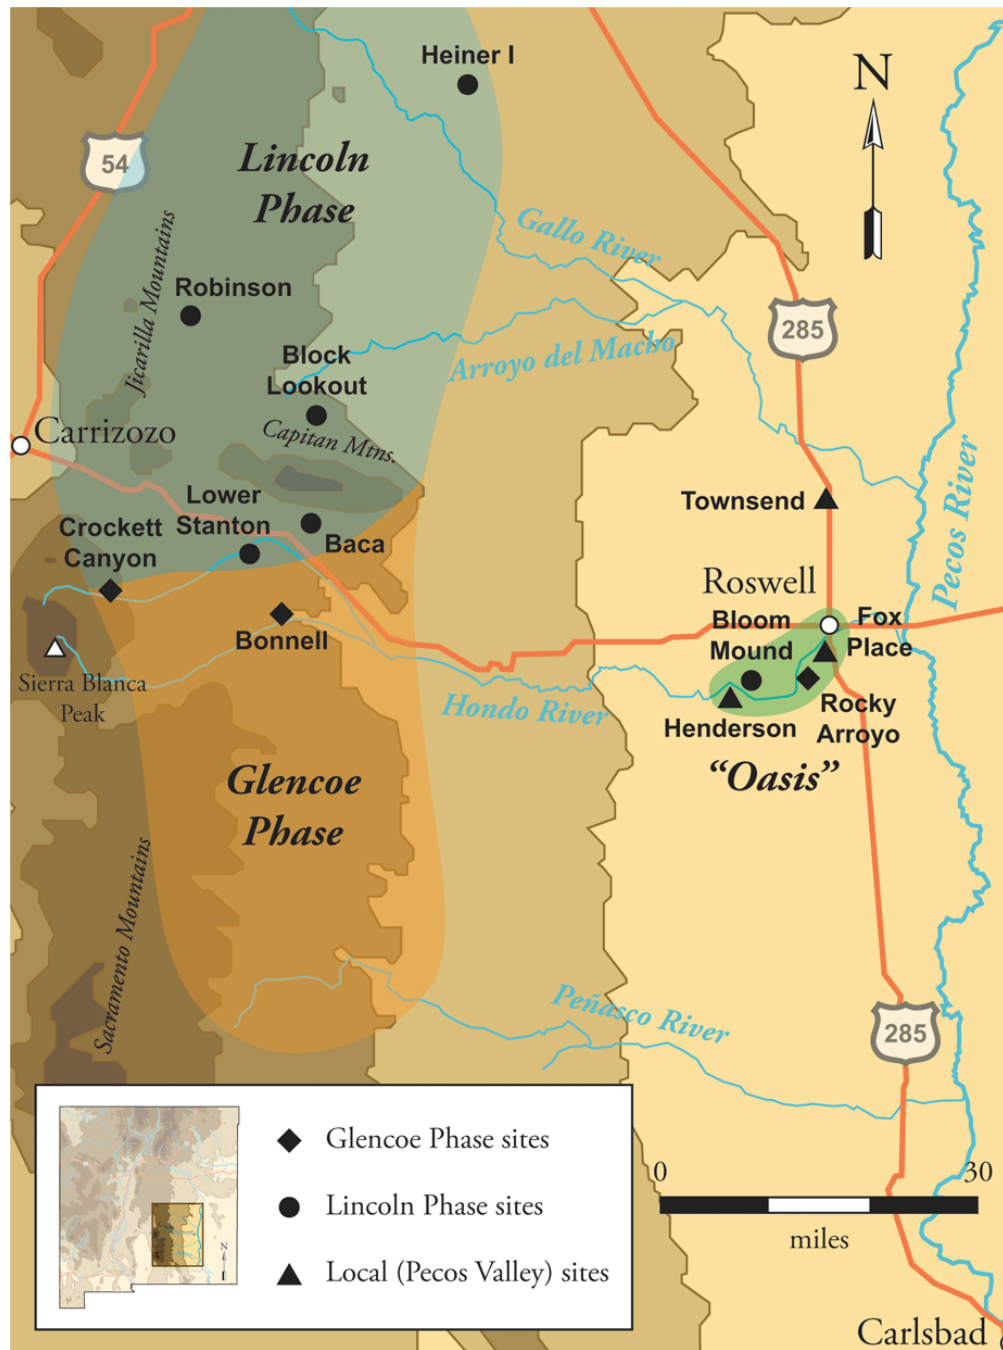 Heiner I
N
54
Lincoln
Phase
Gallo River
Jicarilla Mountains
Robinson
285
Arroyo del Macho
Block
Lookout
Carrizozo
Capitan Mtns.
Pecos River
Lower
Stanton
Townsend
Crockett
Canyon
Baca
Roswell
Bloom
Mound
Fox
Place
Bonnell
Sierra Blanca
Peak
Hondo River
Henderson
Rocky
Arroyo
"Oasis"
Glencoe
Phase
Sacramento Mountains
Peñasco River
285
Glencoe Phase sites
Lincoln Phase sites
Local (Pecos Valley) sites
N
0
30
miles
Carlsbad